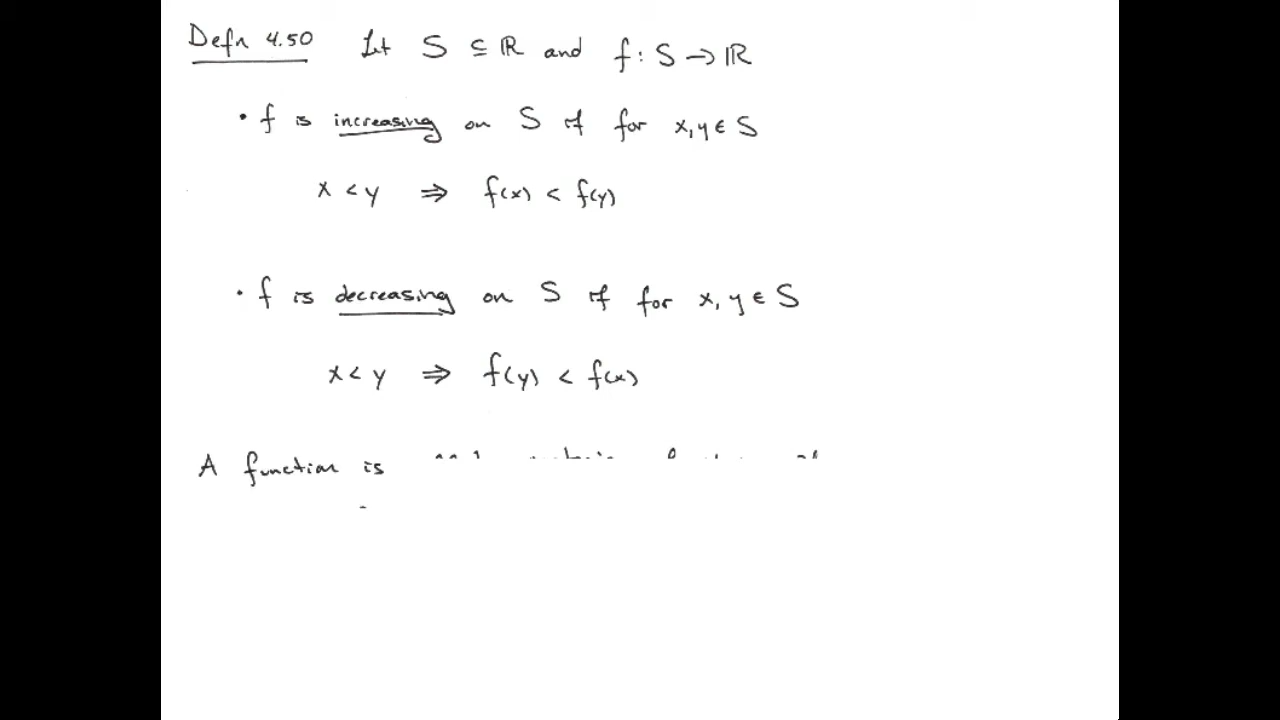 Defn 4.50 Let S ⊆ ℝ and f: S → ℝ
• f is increasing on S if for x, y ∈ S
x < y ⇒ f(x) < f(y)
• f is decreasing on S if for x, y ∈ S
x < y ⇒ f(y) < f(x)
A function is